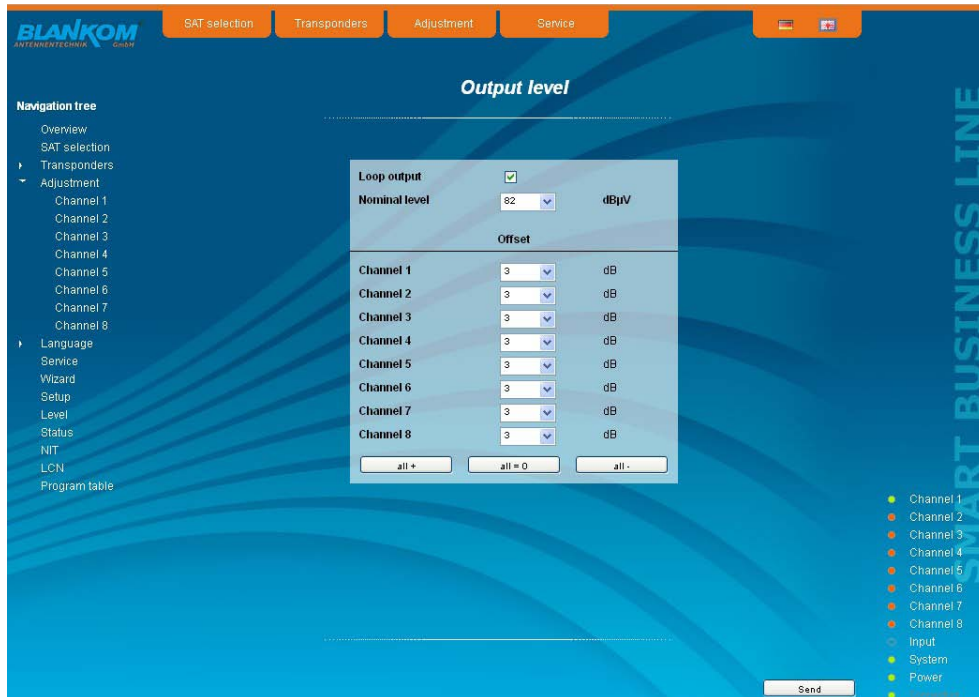 BLANKOM
ANTENNENTECHNIK GmbH
SAT selection
Transponders
Adjustment
Service
Output level
Navigation tree
Overview
SAT selection
Transponders
Adjustment
Channel 1
Channel 2
Channel 3
Channel 4
Channel 5
Channel 6
Channel 7
Channel 8
Language
Service
Wizard
Setup
Level
Status
NIT
LCN
Program table
Loop output
Nominal level 82 dBµV
Offset
Channel 1 3 dB
Channel 2 3 dB
Channel 3 3 dB
Channel 4 3 dB
Channel 5 3 dB
Channel 6 3 dB
Channel 7 3 dB
Channel 8 3 dB
all + all = 0 all -
SMART BUSINESS LINE
Channel 1
Channel 2
Channel 3
Channel 4
Channel 5
Channel 6
Channel 7
Channel 8
Input
System
Power
Send